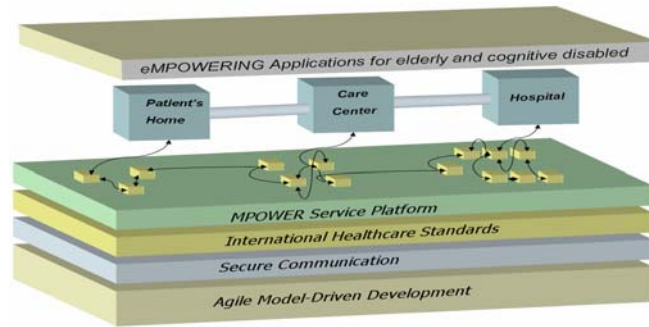 eMPOWERING Applications for elderly and cognitive disabled
Patient's
Home
Care
Center
Hospital
MPOWER Service Platform
International Healthcare Standards
Secure Communication
Agile Model-Driven Development